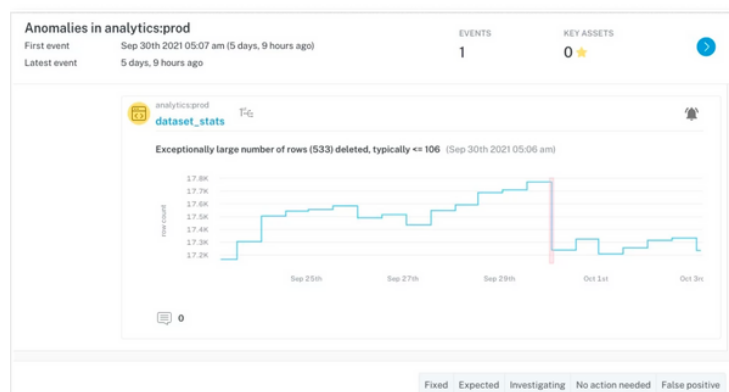 Anomalies in analytics:prod
First event Sep 30th 2021 05:07 am (5 days, 9 hours ago)
Latest event 5 days, 9 hours ago
EVENTS
1
KEY ASSETS
0
analytics:prod
dataset_stats
Exceptionally large number of rows (533) deleted, typically <= 106 (Sep 30th 2021 05:06 am)
row count
17.8K
17.7K
17.6K
17.5K
17.4K
17.3K
17.2K
Sep 25th Sep 27th Sep 29th Oct 1st Oct 3rd
0
Fixed Expected Investigating No action needed False positive